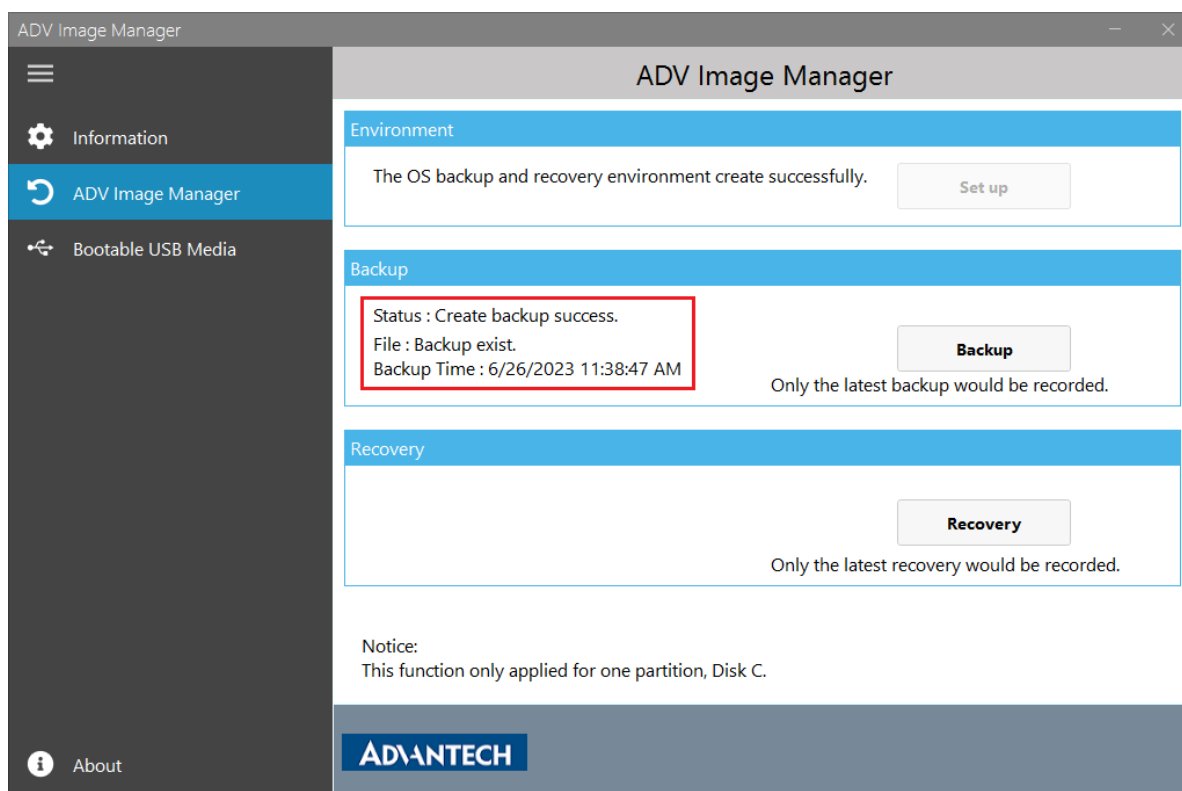 ADV Image Manager
ADV Image Manager
Information
ADV Image Manager
Bootable USB Media
About
Environment
The OS backup and recovery environment create successfully.
Set up
Backup
Status : Create backup success.
File : Backup exist.
Backup Time : 6/26/2023 11:38:47 AM
Backup
Only the latest backup would be recorded.
Recovery
Recovery
Only the latest recovery would be recorded.
Notice:
This function only applied for one partition, Disk C.
ADVANTECH